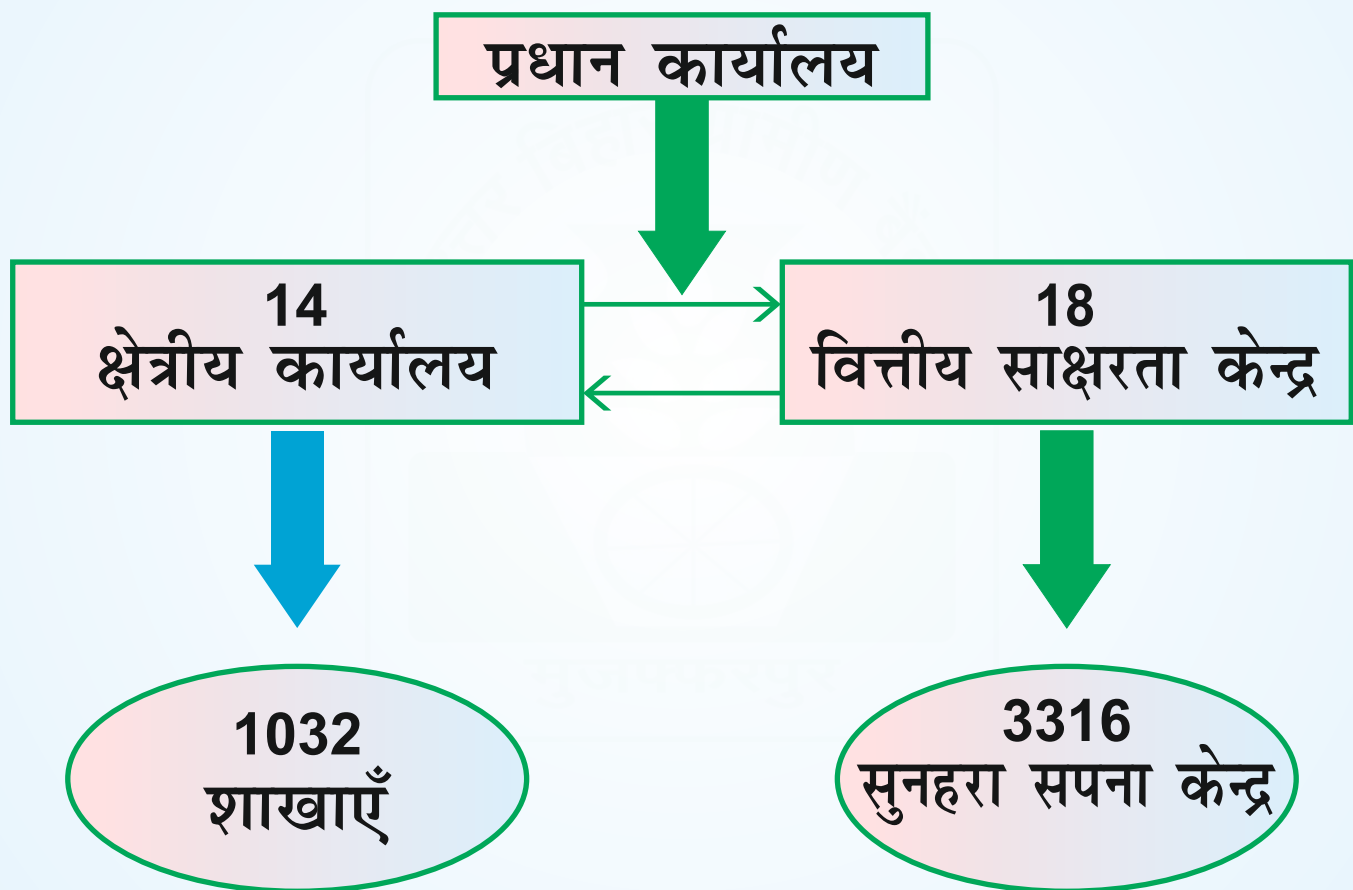 प्रधान कार्यालय
14
क्षेत्रीय कार्यालय
18
वित्तीय साक्षरता केन्द्र
1032
शाखाएँ
3316
सुनहरा सपना केन्द्र